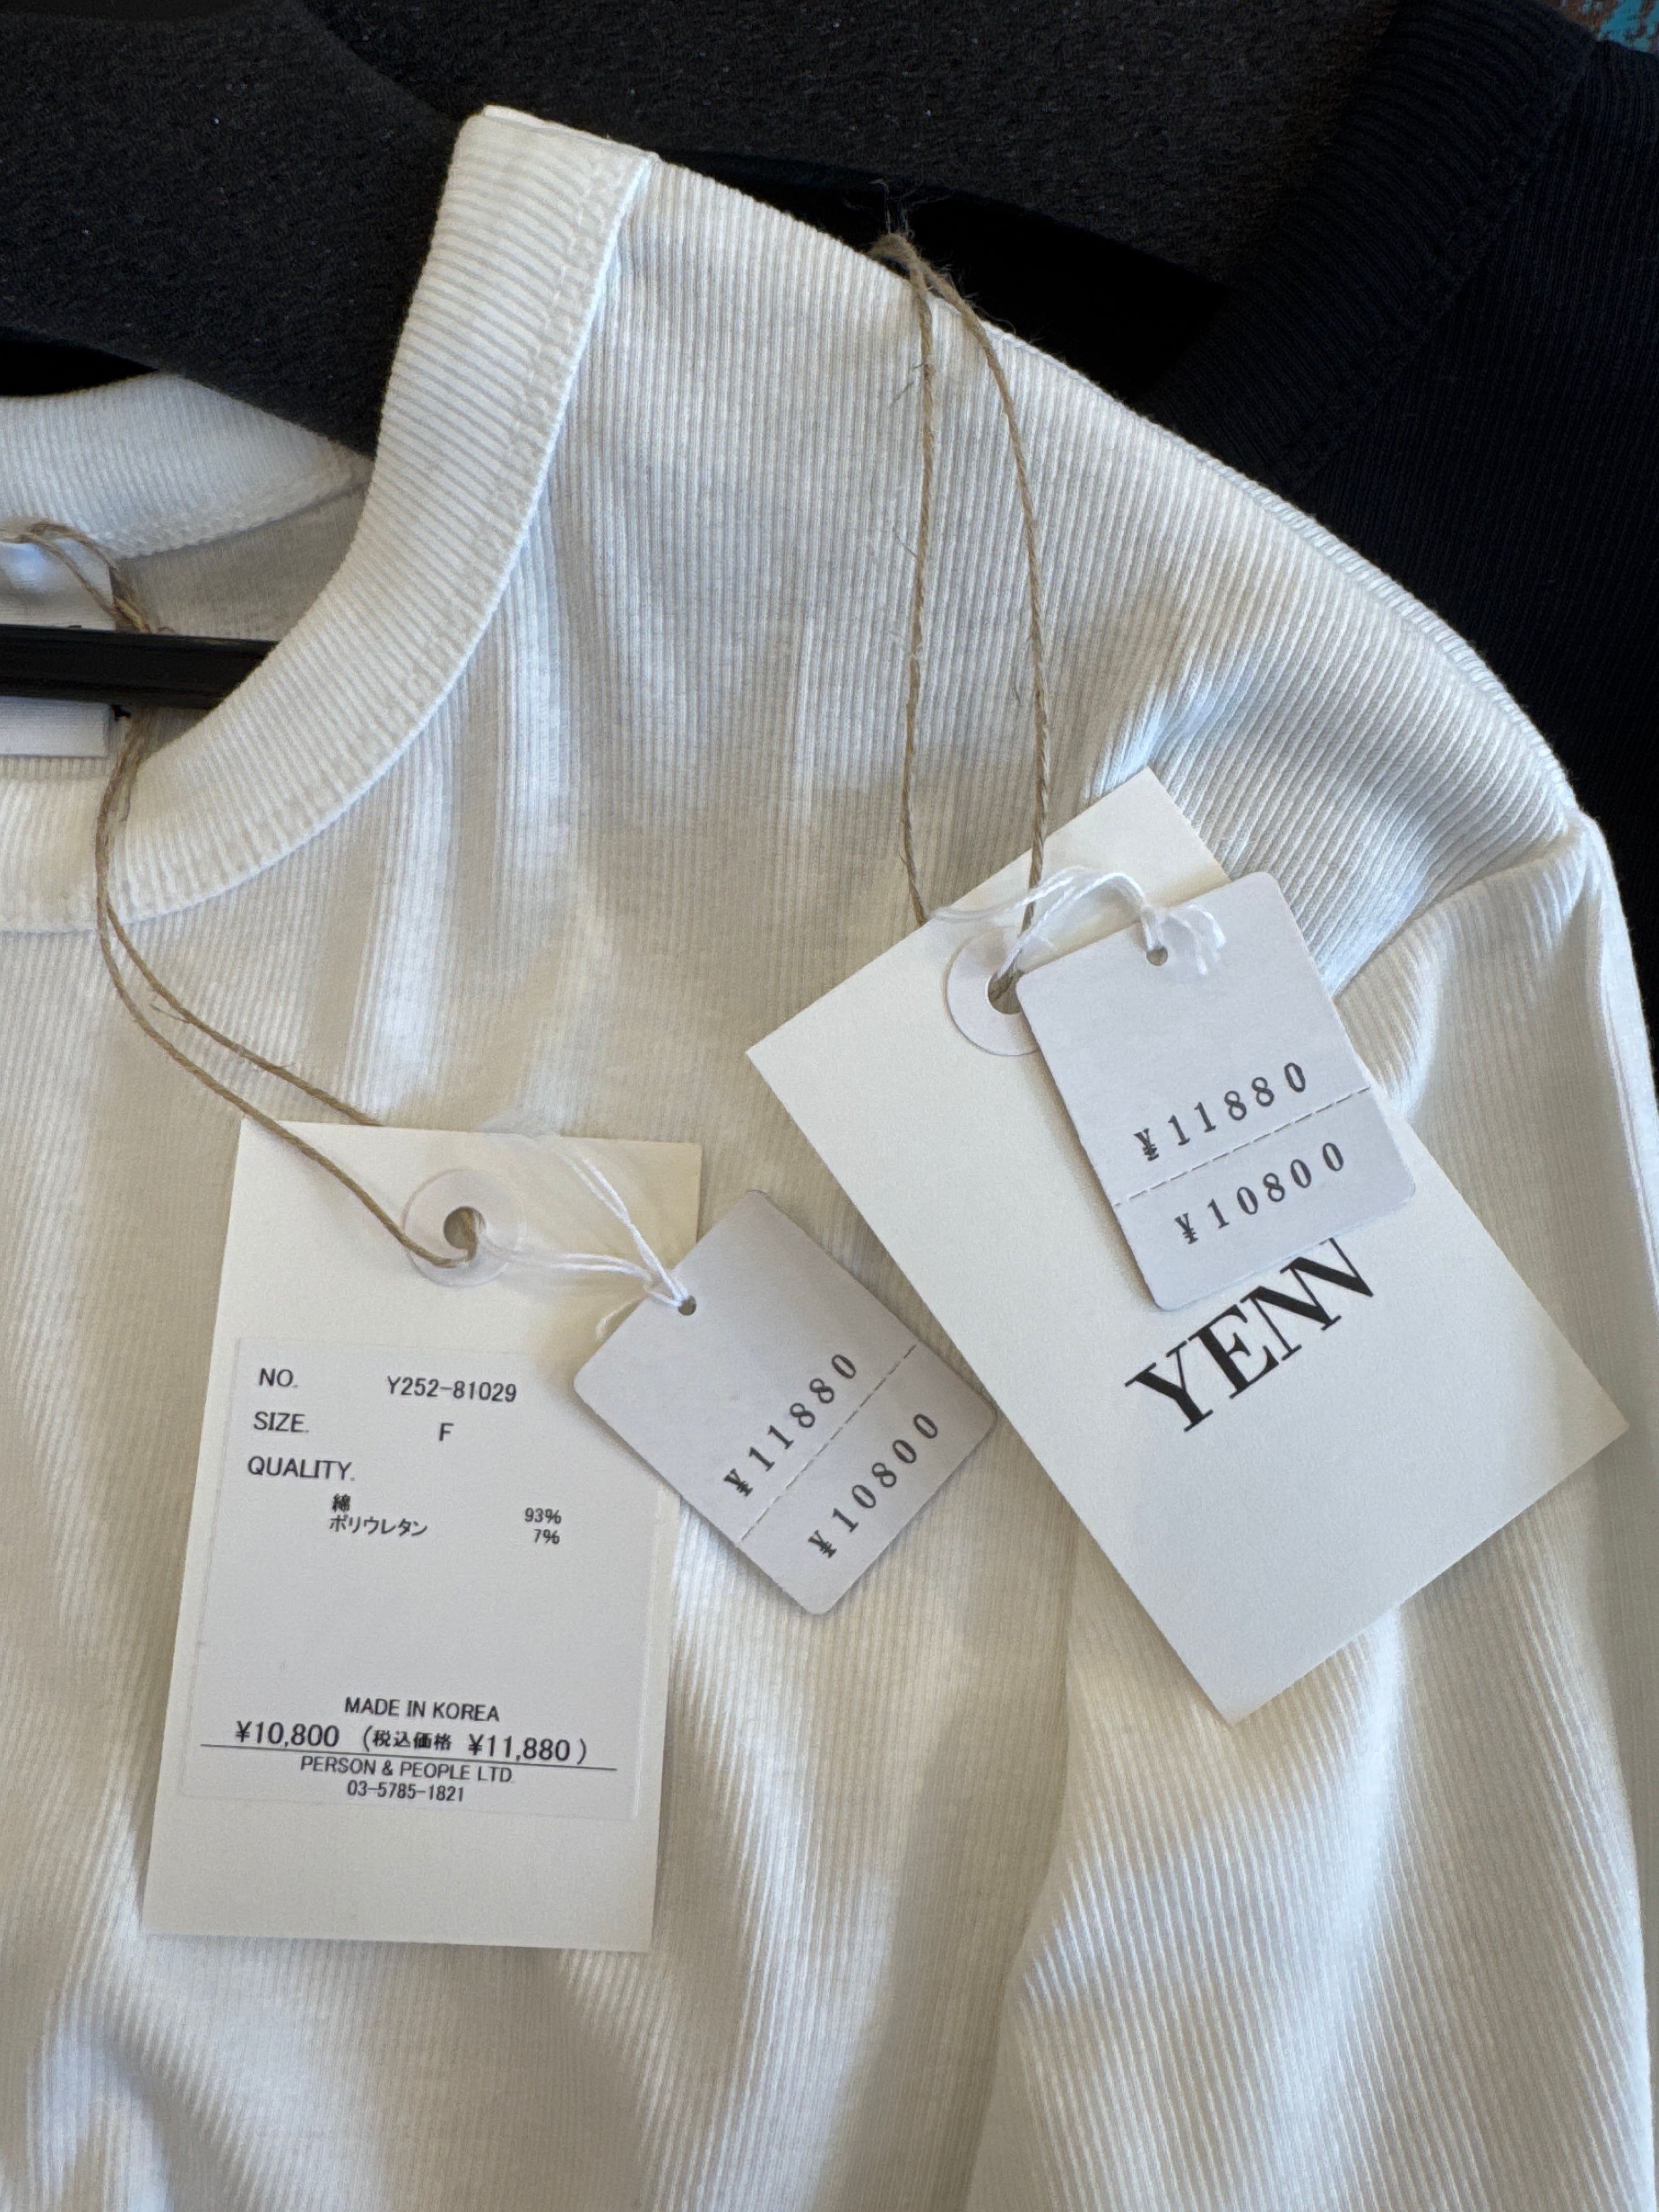 NO. Y252-81029
SIZE. F
QUALITY.
綿 93%
ポリウレタン 7%
MADE IN KOREA
¥10,800 (税込価格 ¥11,880)
PERSON & PEOPLE LTD.
03-5785-1821
¥11880
¥10800
¥11880
¥10800
YENN